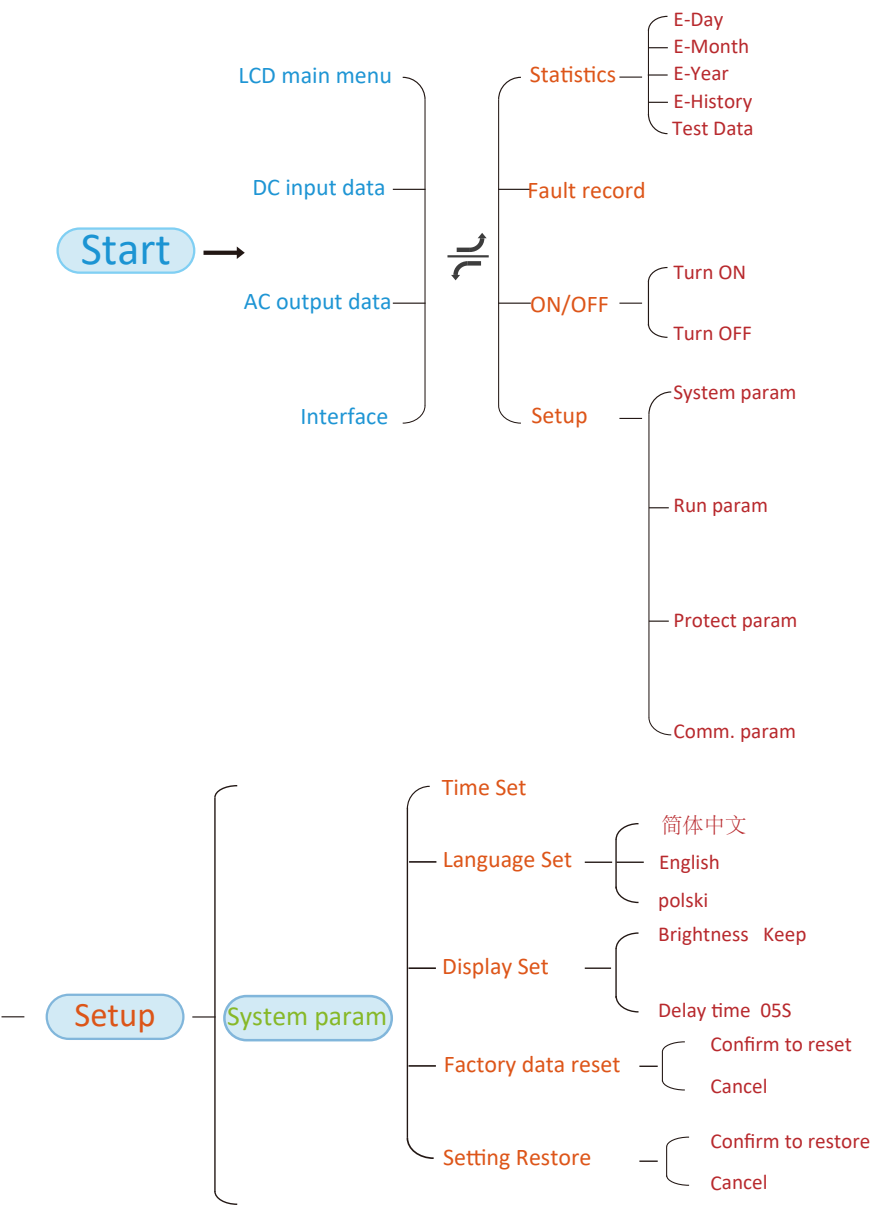 Start
LCD main menu
DC input data
AC output data
Interface
Statistics
E-Day
E-Month
E-Year
E-History
Test Data
Fault record
ON/OFF
Turn ON
Turn OFF
Setup
System param
Run param
Protect param
Comm. param
Setup
System param
Time Set
Language Set
简体中文
English
polski
Display Set
Brightness Keep
Delay time 05S
Factory data reset
Confirm to reset
Cancel
Setting Restore
Confirm to restore
Cancel